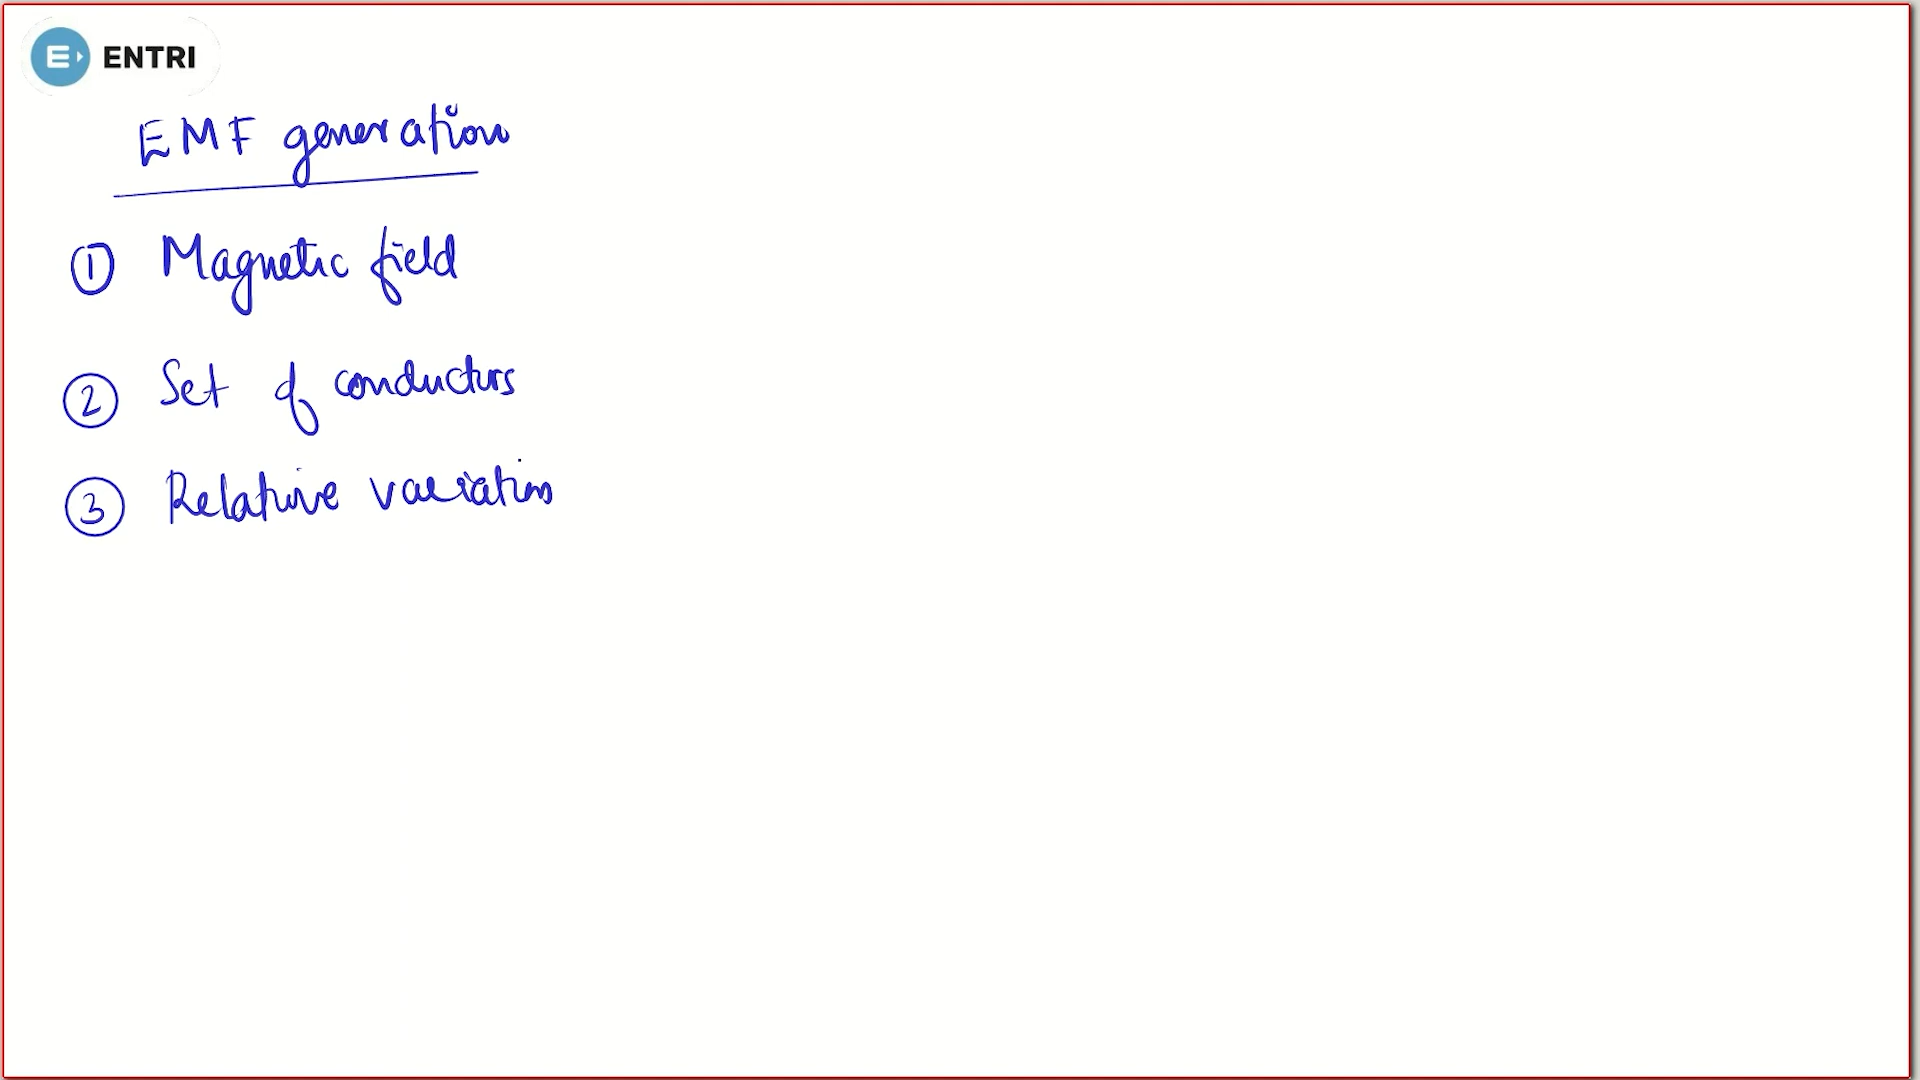 ENTRI
EMF generation
① Magnetic field
② Set of conductors
③ Relative variation